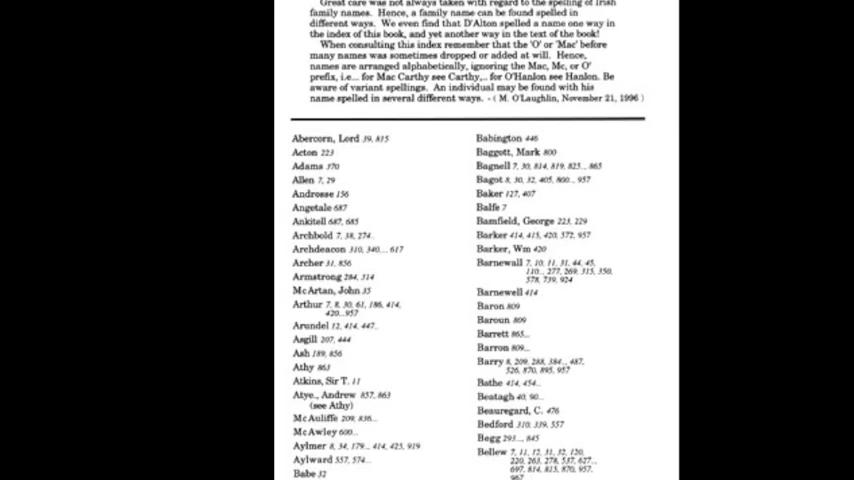 Great care was not always taken with regard to the spelling of Irish
family names. Hence, a family name can be found spelled in
different ways. We even find that D'Alton spelled a name one way in
the index of this book, and yet another way in the text of the book!
When consulting this index remember that the 'O' or 'Mac' before
many names was sometimes dropped or added at will. Hence,
names are arranged alphabetically, ignoring the Mac, Mc, or O'
prefix, i.e... for Mac Carthy see Carthy,.. for O'Hanlon see Hanlon. Be
aware of variant spellings. An individual may be found with his
name spelled in several different ways. - ( M. O'Laughlin, November 21, 1996 )
Abercorn, Lord 39, 815
Acton 223
Adams 370
Allen 7, 29
Androsse 156
Angetale 687
Ankitell 687, 685
Archbold 7, 38, 274..
Archdeacon 310, 340... 617
Archer 31, 856
Armstrong 284, 314
McArtan, John 35
Arthur 7, 8, 30, 61, 186, 414,
420...957
Arundel 12, 414, 447..
Asgill 207, 444
Ash 189, 856
Athy 863
Atkins, Sir T. 11
Atye., Andrew 857, 863
(see Athy)
McAuliffe 209, 836...
McAwley 600...
Aylmer 8, 34, 179... 414, 425, 919
Aylward 557, 574...
Babe 32
Babington 446
Baggott, Mark 800
Bagnell 7, 30, 814, 819, 825... 865
Bagot 8, 30, 32, 405, 800... 957
Baker 127, 407
Balfe 7
Bamfield, George 223, 229
Barker 414, 415, 420, 572, 957
Barker, Wm 420
Barnewall 7, 10, 11, 31, 44, 45,
110... 277, 269, 315, 350,
578, 739, 924
Barnewell 414
Baron 809
Baroun 809
Barrett 865...
Barron 809...
Barry 8, 209, 288, 384... 487,
526, 870, 895, 957
Bathe 414, 454..
Beatagh 40, 90...
Beauregard, C. 476
Bedford 310, 339, 557
Begg 293..., 845
Bellew 7, 11, 12, 31, 32, 120,
220, 263, 278, 537, 627...
697, 814, 815, 870, 957,
967